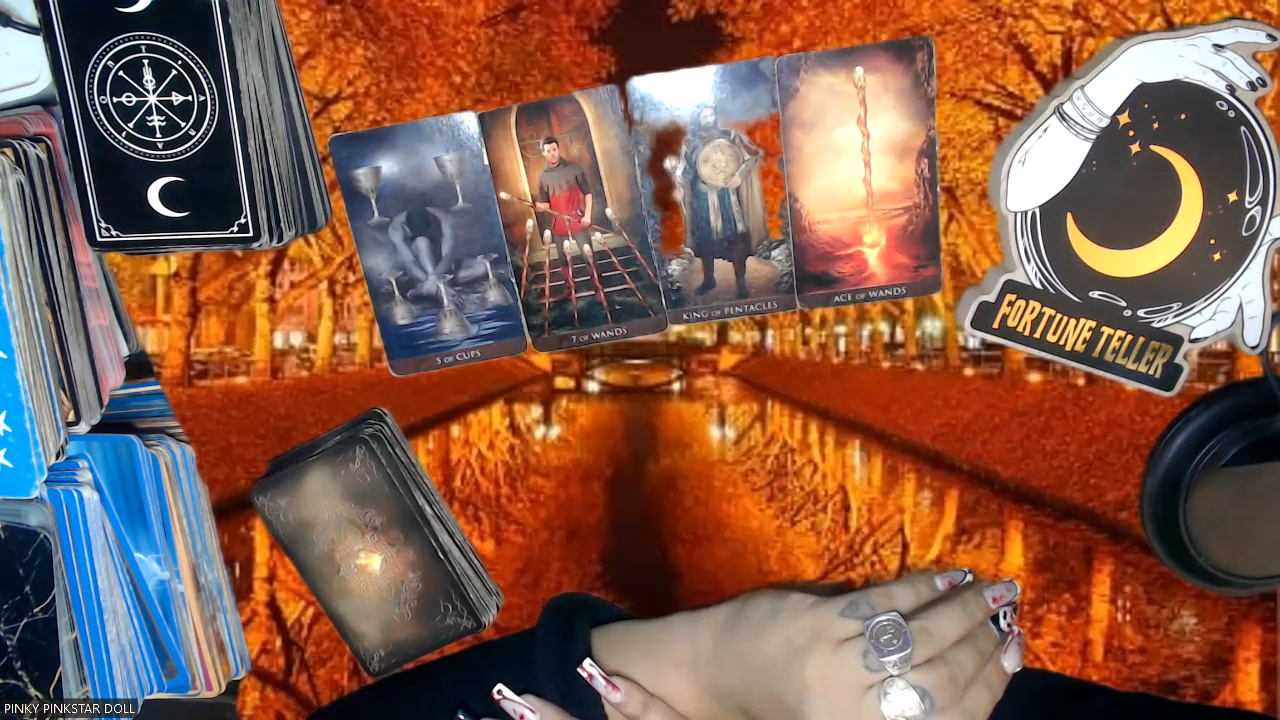 5 OF CUPS
7 OF WANDS
KING OF PENTACLES
ACE OF WANDS
FORTUNE TELLER
PINKY PINKSTAR DOLL